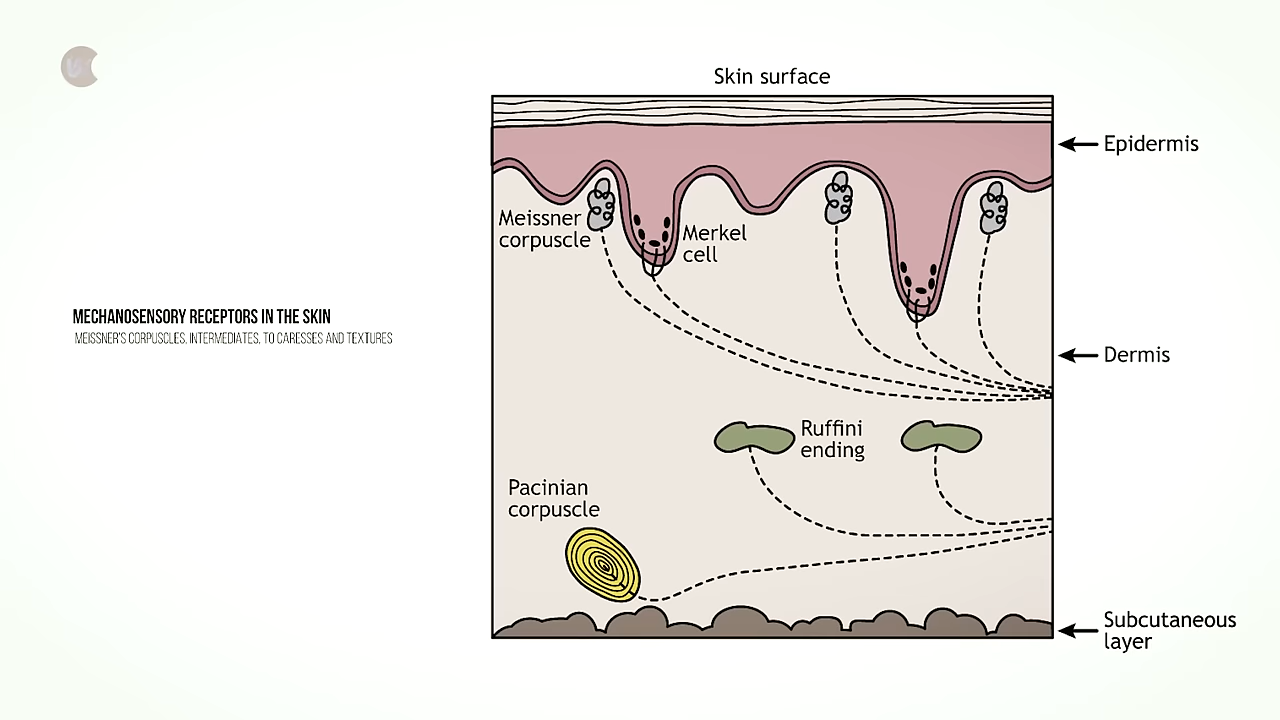 Skin surface
Epidermis
Meissner
corpuscle
Merkel
cell
MECHANOSENSORY RECEPTORS IN THE SKIN
MEISSNER'S CORPUSCLES, INTERMEDIATES, TO CARESSES AND TEXTURES
Dermis
Ruffini
ending
Pacinian
corpuscle
Subcutaneous
layer